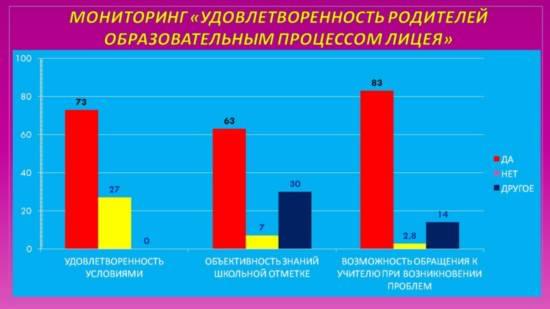 МОНИТОРИНГ «УДОВЛЕТВОРЕННОСТЬ РОДИТЕЛЕЙ
ОБРАЗОВАТЕЛЬНЫМ ПРОЦЕССОМ ЛИЦЕЯ»
100
80
60
40
20
0
73
27
0
63
7
30
83
2,8
14
ДА
НЕТ
ДРУГОЕ
УДОВЛЕТВОРЕННОСТЬ
УСЛОВИЯМИ
ОБЪЕКТИВНОСТЬ ЗНАНИЙ
ШКОЛЬНОЙ ОТМЕТКЕ
ВОЗМОЖНОСТЬ ОБРАЩЕНИЯ К
УЧИТЕЛЮ ПРИ ВОЗНИКНОВЕНИИ
ПРОБЛЕМ